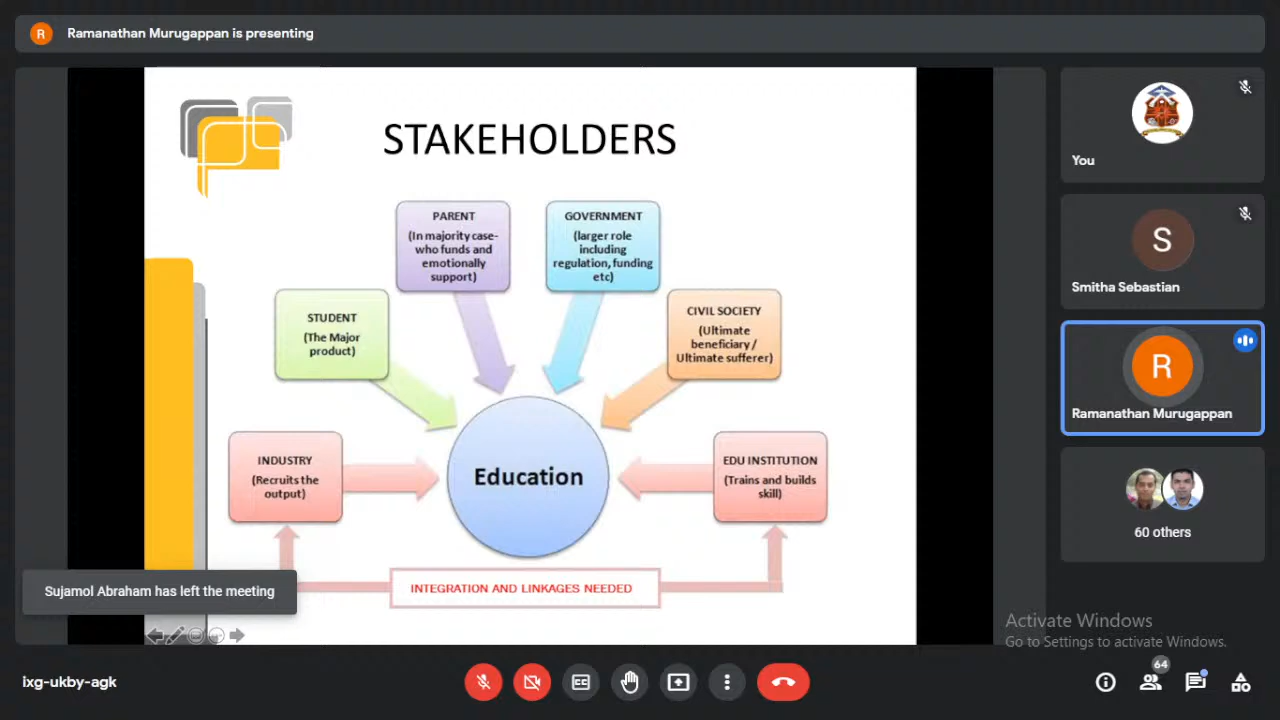 R
Ramanathan Murugappan is presenting
STAKEHOLDERS
PARENT
(In majority case-
who funds and
emotionally
support)
GOVERNMENT
(larger role
including
regulation, funding
etc)
STUDENT
(The Major
product)
CIVIL SOCIETY
(Ultimate
beneficiary /
Ultimate sufferer)
INDUSTRY
(Recruits the
output)
Education
EDU INSTITUTION
(Trains and builds
skill)
INTEGRATION AND LINKAGES NEEDED
Sujamol Abraham has left the meeting
You
S
Smitha Sebastian
R
Ramanathan Murugappan
60 others
Activate Windows
Go to Settings to activate Windows.
ixg-ukby-agk
64